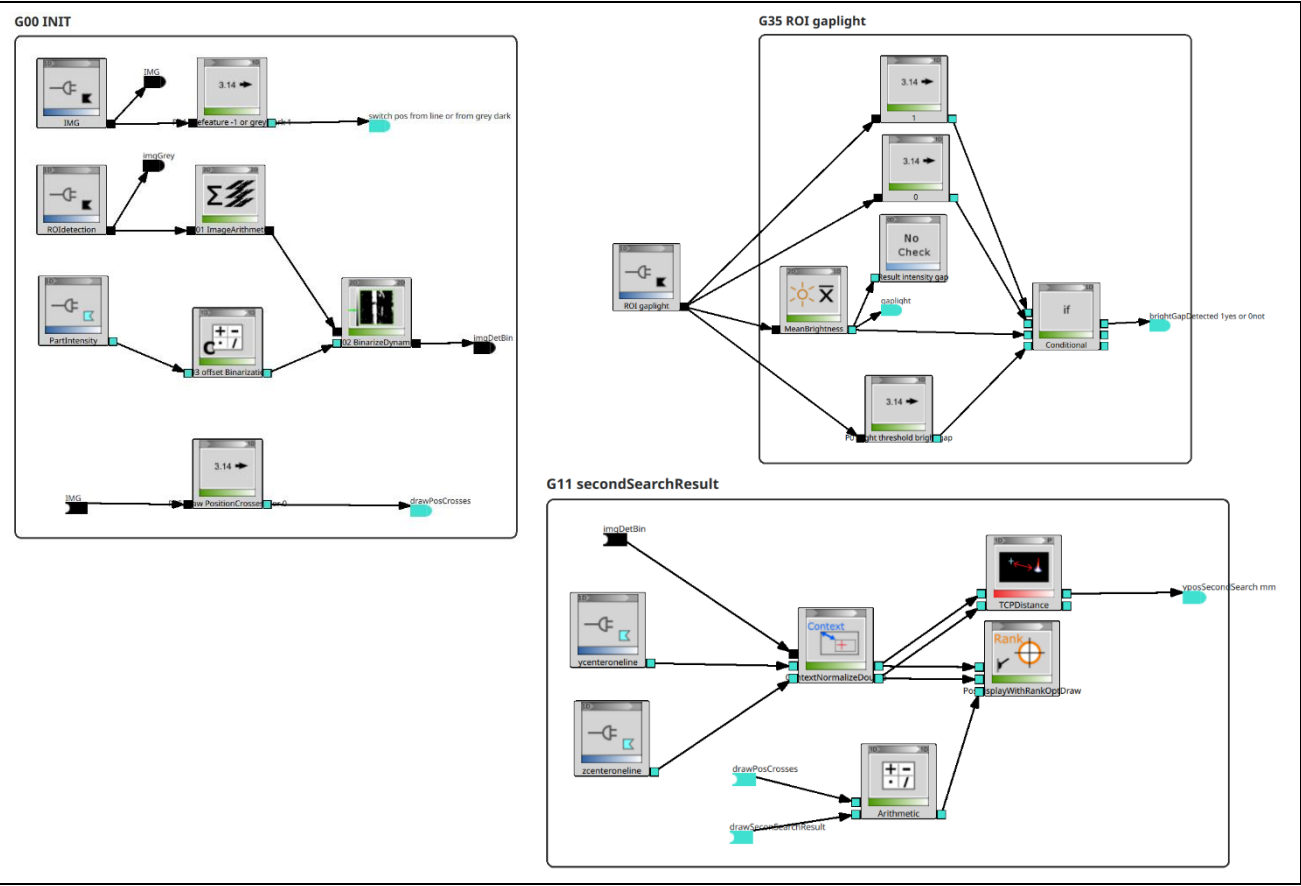 G00 INIT
IMG
IMG
3.14
switch pos from line or from grey dark
imgGrey
ROIdetection
01 ImageArithmeti
PartIntensity
C
3 offset Binarizatio
02 BinarizeDynam
imgDetBin
IMG
3.14
drawPosCrosses
G35 ROI gaplight
3.14
1
3.14
0
No
Check
Result intensity gap
ROI gaplight
MeanBrightness
gaplight
if
Conditional
brightGapDetected 1yes or 0not
3.14
G11 secondSearchResult
imgDetBin
ycenteroneline
zcenteroneline
Context
TCPDistance
yposSecondSearch mm
Rank
drawPosCrosses
drawSeconSearchResult
Arithmetic